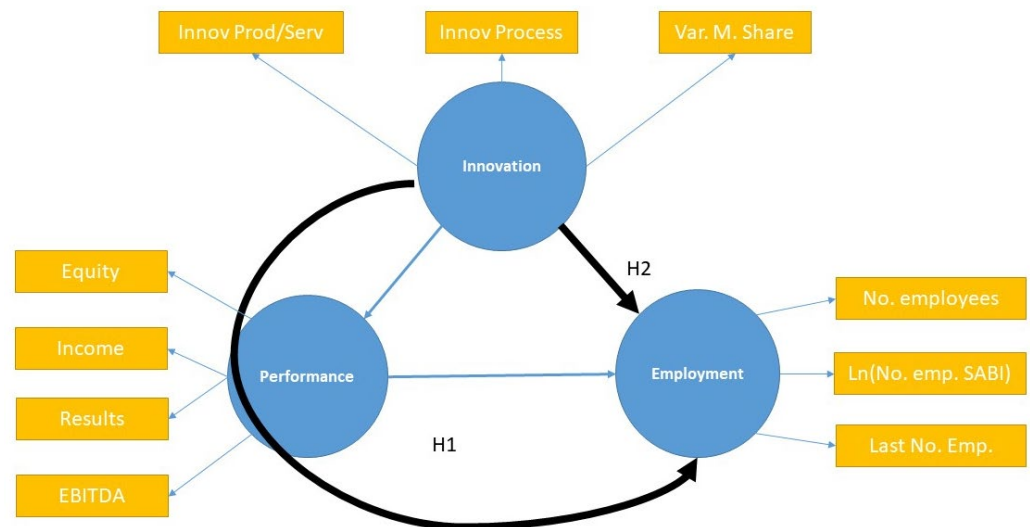 Innov Prod/Serv
Innov Process
Var. M. Share
Innovation
H2
Equity
Income
Results
EBITDA
Performance
Employment
No. employees
Ln(No. emp. SABI)
Last No. Emp.
H1